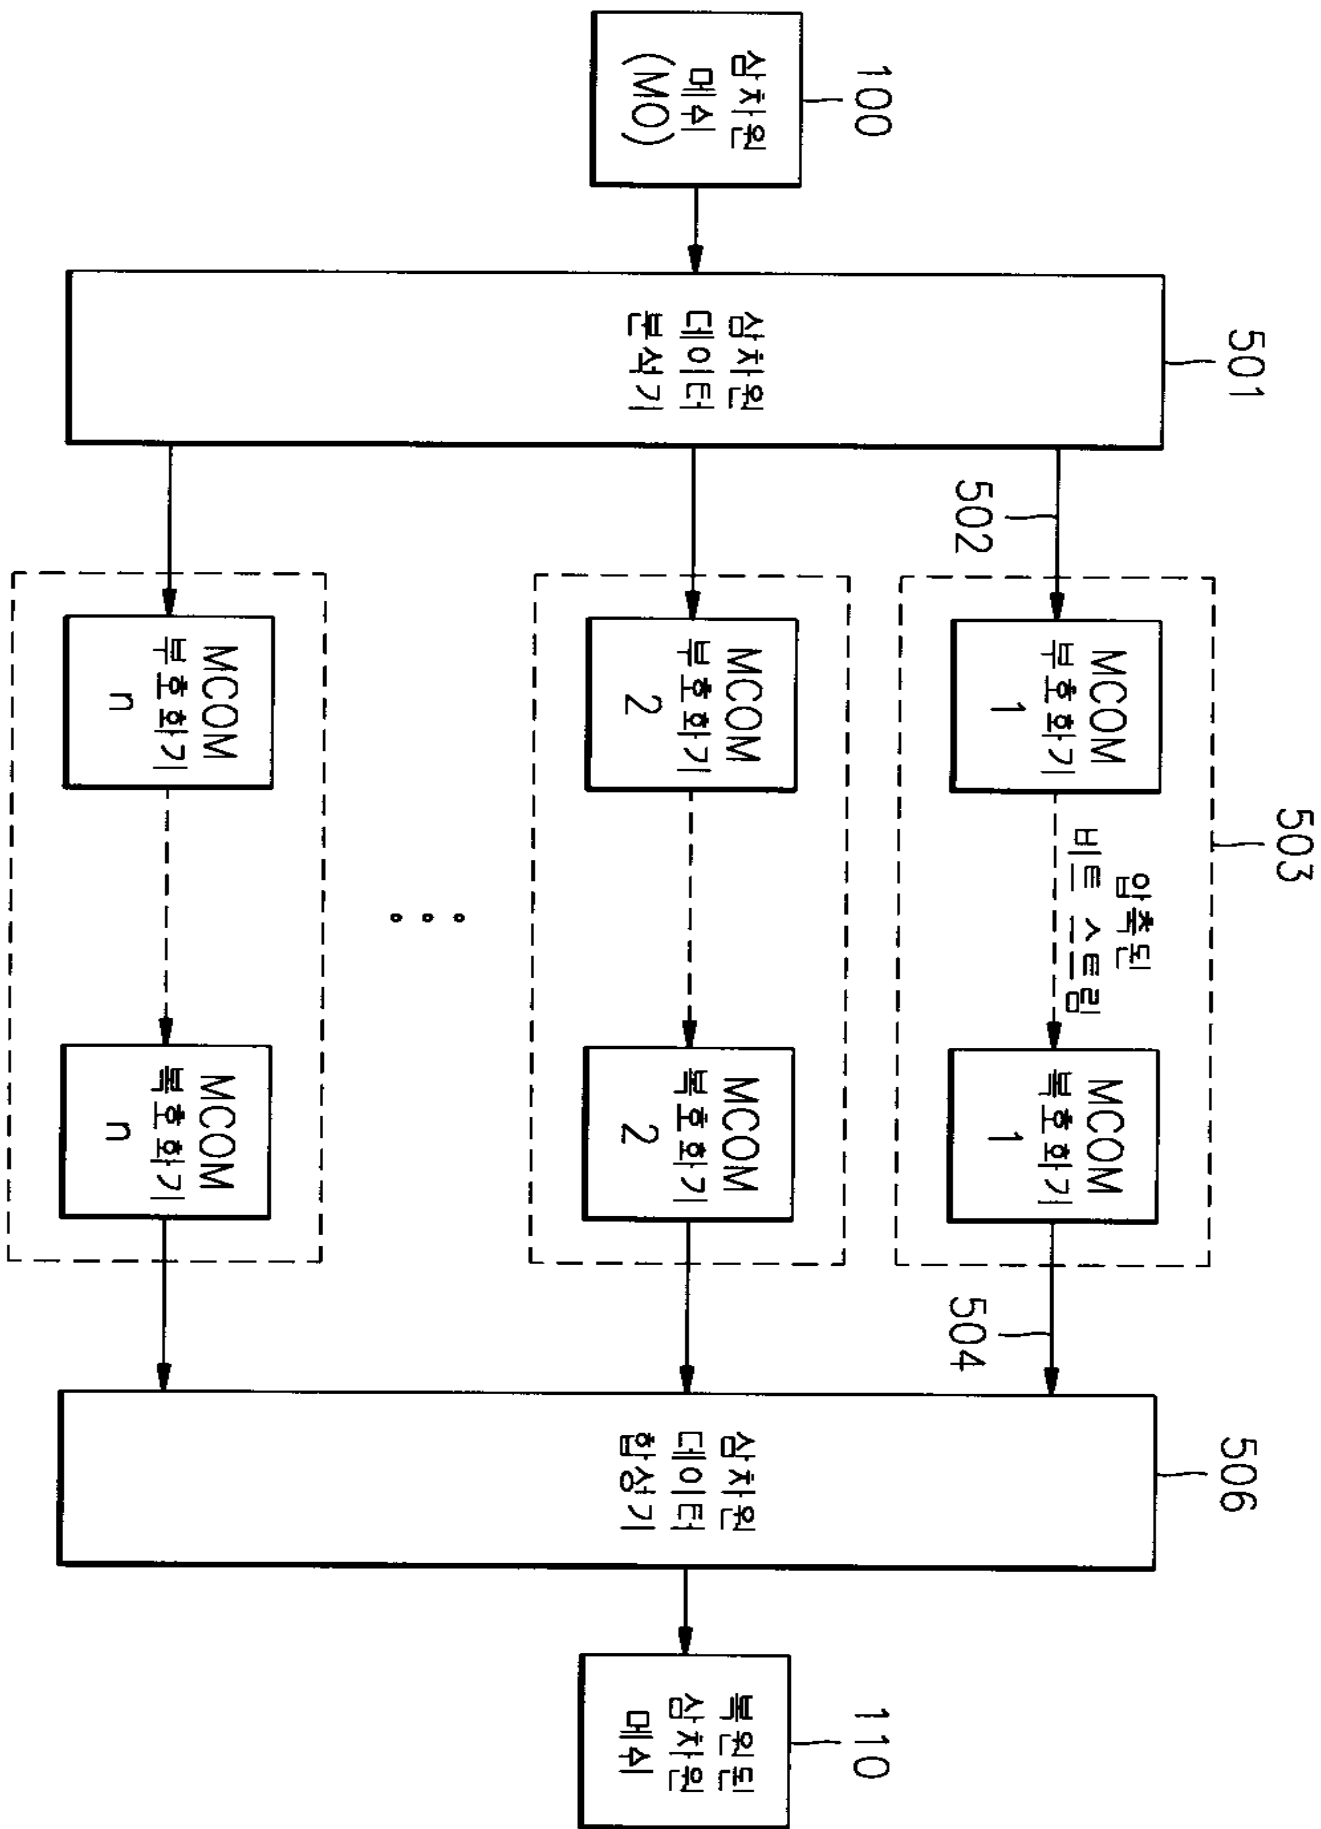 100
삼차원
메쉬
(MO)
501
삼차원
데이터
분석기
502
503
MCOM
부호화기
1
압축된
비트 스트림
MCOM
복호화기
1
504
MCOM
부호화기
2
MCOM
복호화기
2
MCOM
부호화기
n
MCOM
복호화기
n
506
삼차원
데이터
합성기
110
복원된
삼차원
메쉬